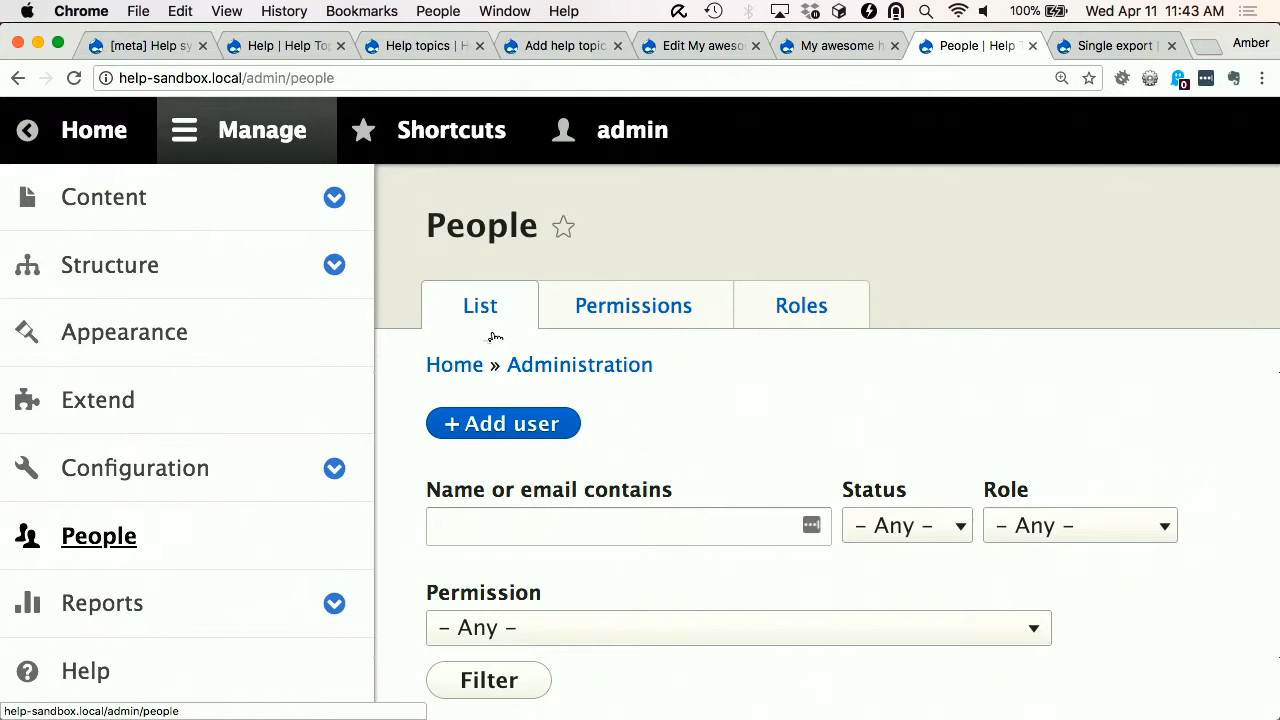 Chrome File Edit View History Bookmarks People Window Help 100% Wed Apr 11 11:43 AM
[meta] Help sy Help | Help To Help topics | H Add help topic Edit My aweso My awesome h People | Help T Single export | Amber
help-sandbox.local/admin/people
0
Home Manage Shortcuts admin
Content
Structure
Appearance
Extend
Configuration
People
Reports
Help
People
List Permissions Roles
Home » Administration
+ Add user
Name or email contains Status Role
– Any – – Any –
Permission
– Any –
Filter
help-sandbox.local/admin/people